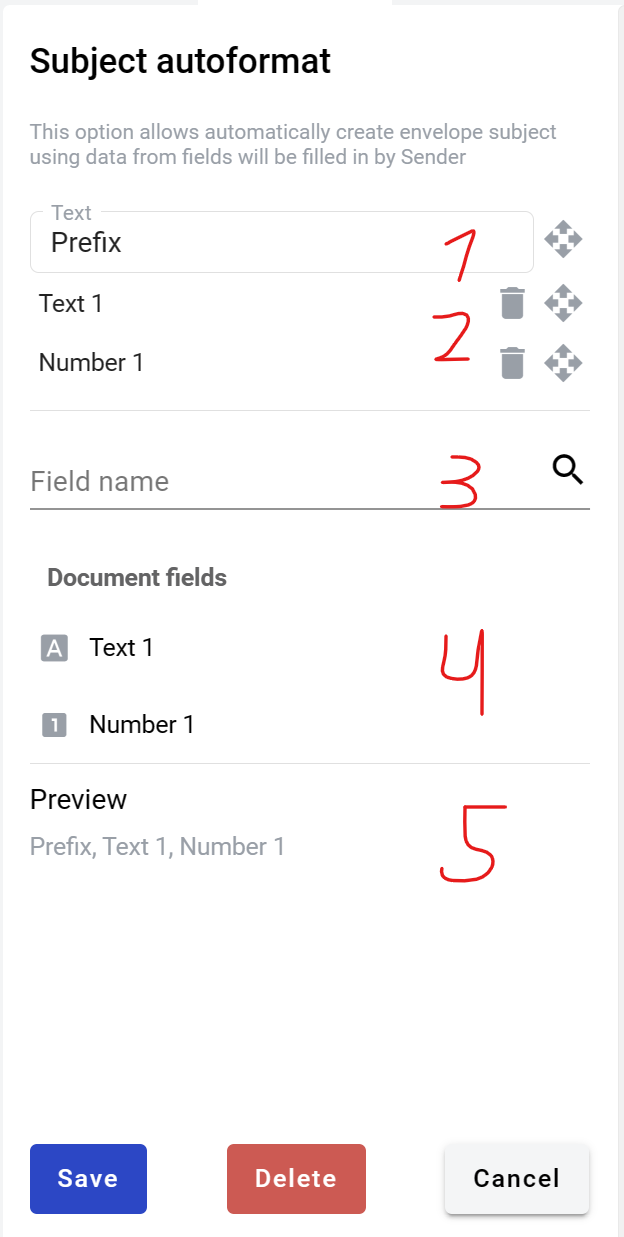 Subject autoformat
This option allows automatically create envelope subject
using data from fields will be filled in by Sender
Text
Prefix
1
Text 1
2
Number 1
Field name
3
Document fields
A Text 1
4
1 Number 1
Preview
Prefix, Text 1, Number 1
5
Save Delete Cancel